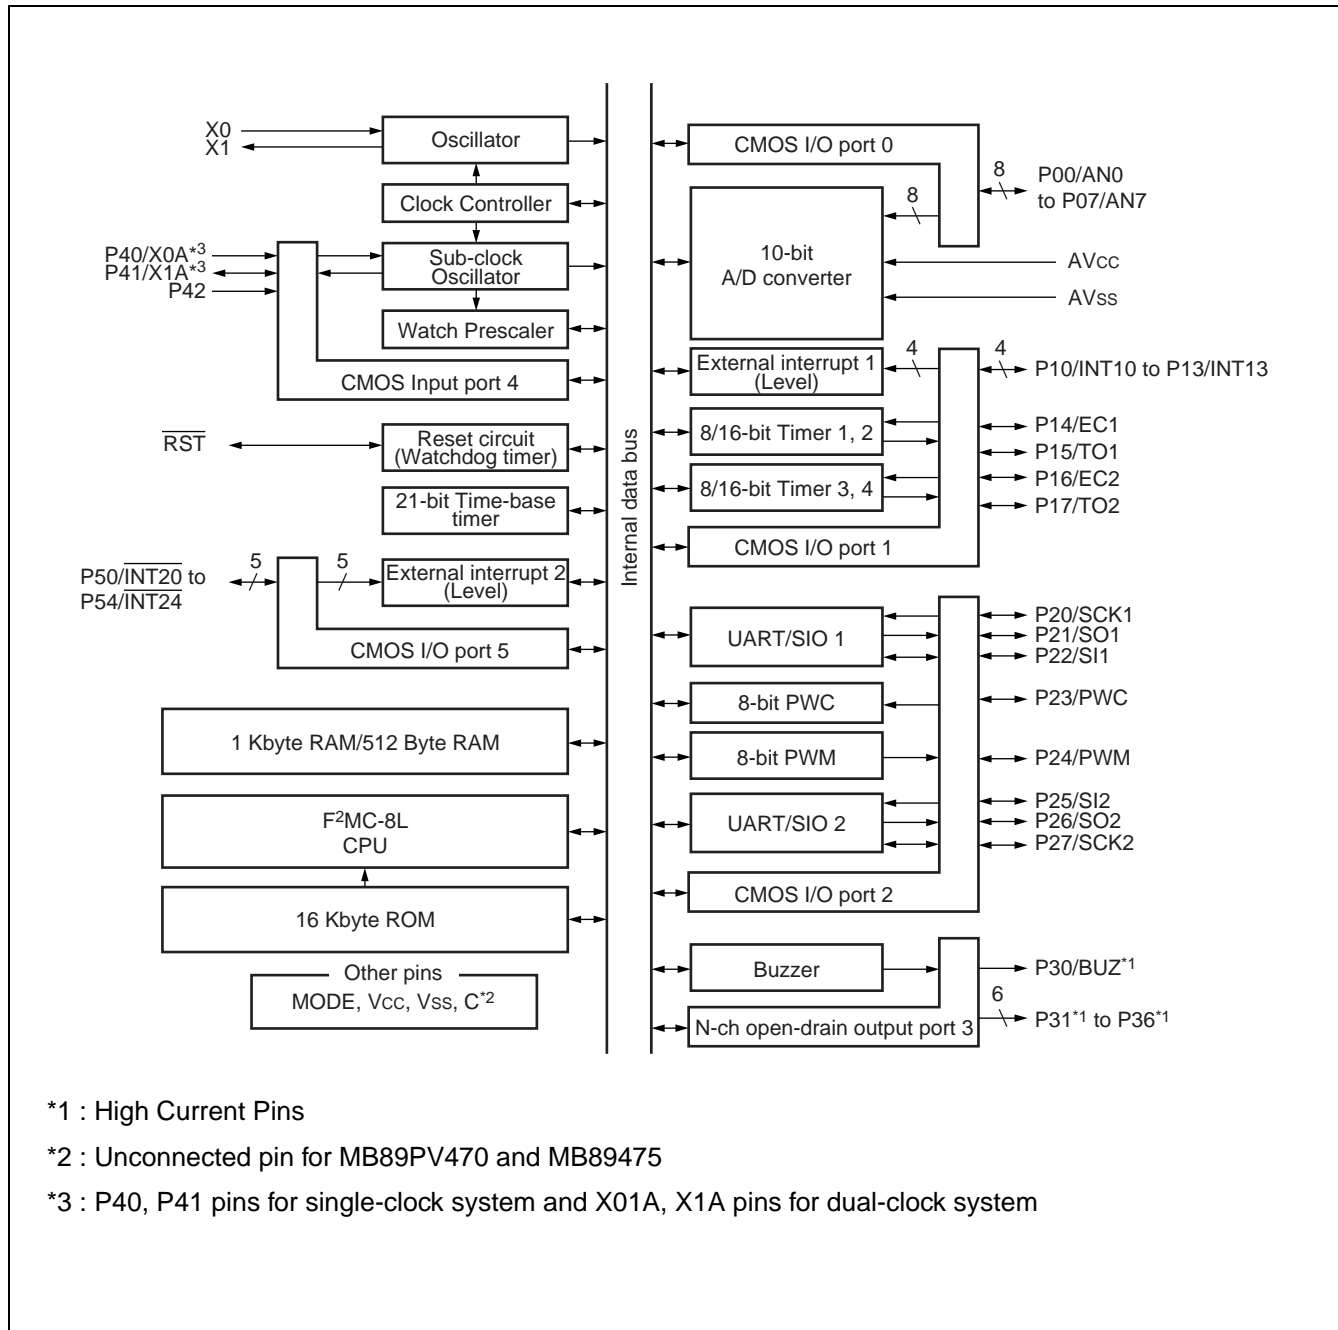 X0
X1
Oscillator
Clock Controller
P40/X0A*3
P41/X1A*3
P42
Sub-clock
Oscillator
Watch Prescaler
CMOS Input port 4
RST
Reset circuit
(Watchdog timer)
21-bit Time-base
timer
P50/INT20 to
P54/INT24
5
5
External interrupt 2
(Level)
CMOS I/O port 5
1 Kbyte RAM/512 Byte RAM
F2MC-8L
CPU
16 Kbyte ROM
Other pins
MODE, Vcc, Vss, C*2
Internal data bus
CMOS I/O port 0
8
P00/AN0
to P07/AN7
8
10-bit
A/D converter
AVcc
AVss
External interrupt 1
(Level)
4
4
P10/INT10 to P13/INT13
8/16-bit Timer 1, 2
P14/EC1
P15/TO1
8/16-bit Timer 3, 4
P16/EC2
P17/TO2
CMOS I/O port 1
UART/SIO 1
P20/SCK1
P21/SO1
P22/SI1
8-bit PWC
P23/PWC
8-bit PWM
P24/PWM
UART/SIO 2
P25/SI2
P26/SO2
P27/SCK2
CMOS I/O port 2
Buzzer
P30/BUZ*1
6
N-ch open-drain output port 3
P31*1 to P36*1
*1 : High Current Pins
*2 : Unconnected pin for MB89PV470 and MB89475
*3 : P40, P41 pins for single-clock system and X01A, X1A pins for dual-clock system